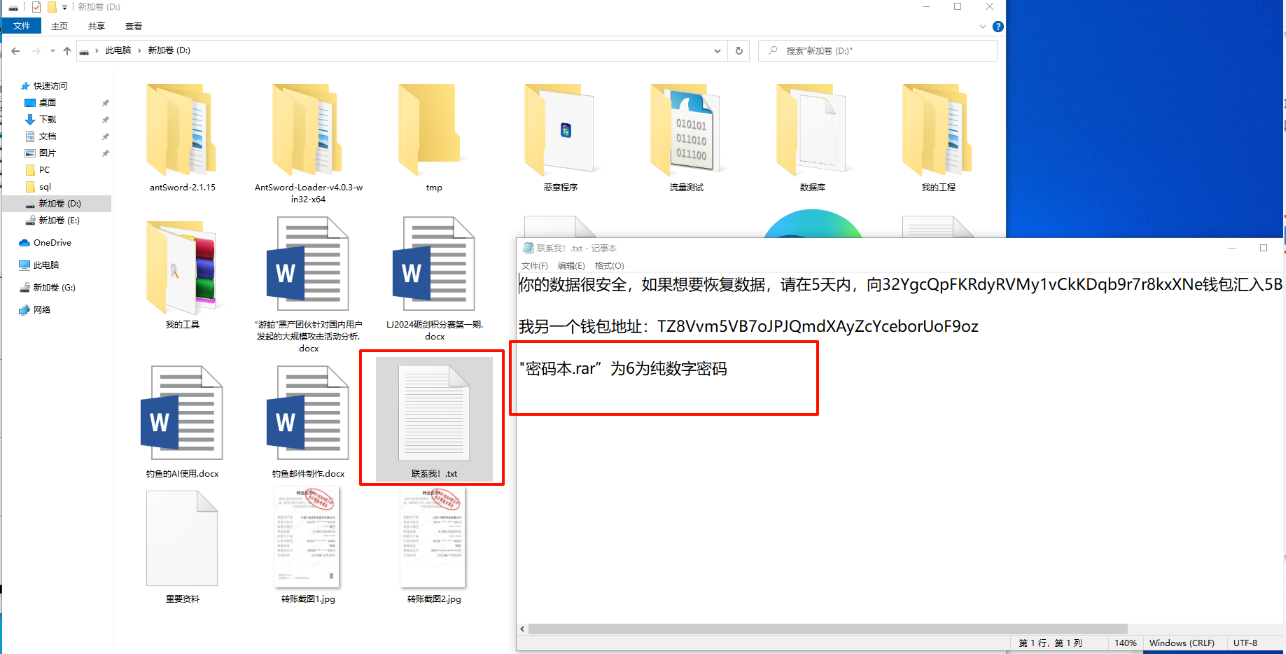 新加卷 (D:)
文件 主页 共享 查看
此电脑 新加卷 (D:)
搜索"新加卷 (D:)"
快速访问
桌面
下载
文档
图片
PC
sql
新加卷 (D:)
新加卷 (E:)
OneDrive
此电脑
新加卷 (G:)
网络
antSword-2.1.15
AntSword-Loader-v4.0.3-w
in32-x64
tmp
恶意程序
010101
011010
011100
流量测试
数据库
我的工程
我的工具
W
"游蛇"黑产团伙针对国内用户
发起的大规模攻击活动分析.
docx
W
LJ2024砺剑积分赛第一期.
docx
W
钓鱼的AI使用.docx
W
钓鱼邮件制作.docx
联系我！.txt
重要资料
转账截图1.jpg
转账截图2.jpg
联系我！.txt - 记事本
文件(F) 编辑(E) 格式(O)
你的数据很安全，如果想要恢复数据，请在5天内，向32YgcQpFKRdyRVMy1vCkKDqb9r7r8kxXNe钱包汇入5B
我另一个钱包地址：TZ8Vvm5VB7oJPJQmdXAyZcYceborUoF9oz
"密码本.rar" 为6为纯数字密码
第 1 行，第 1 列 140% Windows (CRLF) UTF-8